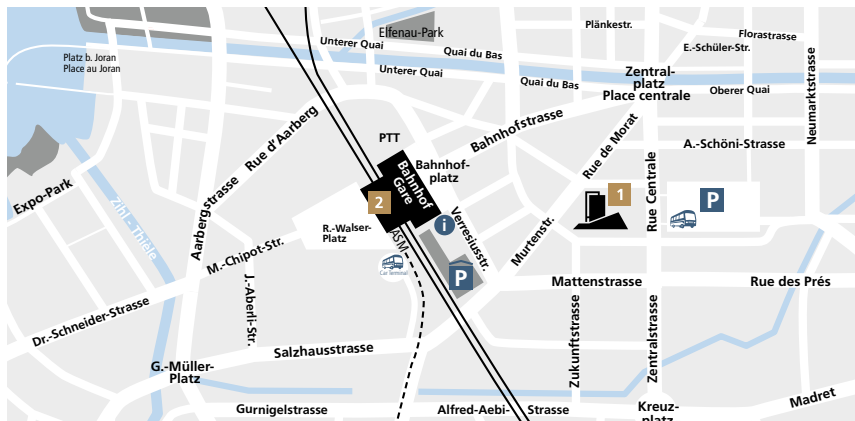 Elfenau-Park
Plänkestr.
Florastrasse
E.-Schüler-Str.
Unterer Quai
Quai du Bas
Platz b. Joran
Place au Joran
Unterer Quai
Quai du Bas
Zentral-
platz
Place centrale
Oberer Quai
Neumarktstrasse
Rue d'Aarberg
PTT
Bahnhofstrasse
Rue de Morat
A.-Schöni-Strasse
Bahnhof
Gare
Bahnhof-
platz
Expo-Park
Zihl - Thièle
Aarbergstrasse
2
1
P
Rue Centrale
R.-Walser-
Platz
ASM
i
Verresiusstr.
Murtenstr.
M.-Chipot-Str.
Car Terminal
P
Mattenstrasse
Rue des Prés
J.-Aberli-Str.
Dr.-Schneider-Strasse
Salzhausstrasse
Zukunftstrasse
Zentralstrasse
G.-Müller-
Platz
Gurnigelstrasse
Alfred-Aebi-
Strasse
Kreuz-
platz
Madret